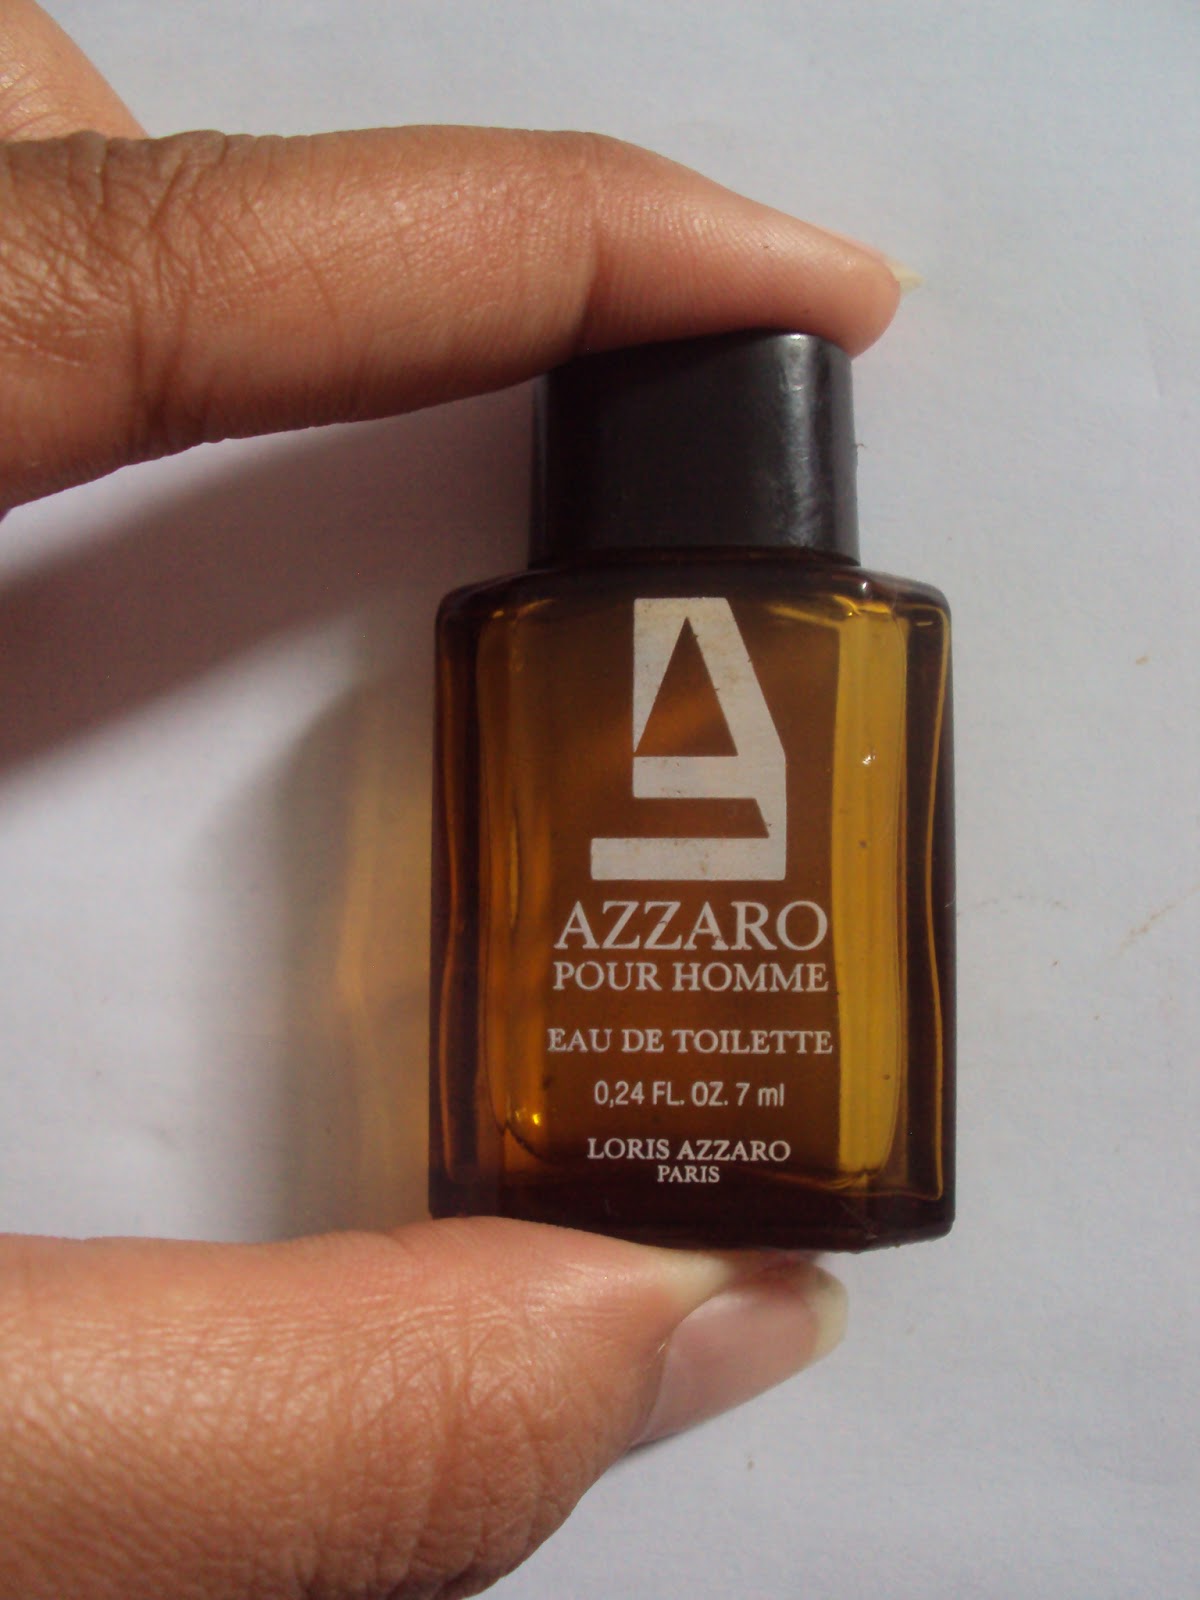 AZZARO
POUR HOMME
EAU DE TOILETTE
0,24 FL. OZ. 7 ml
LORIS AZZARO
PARIS